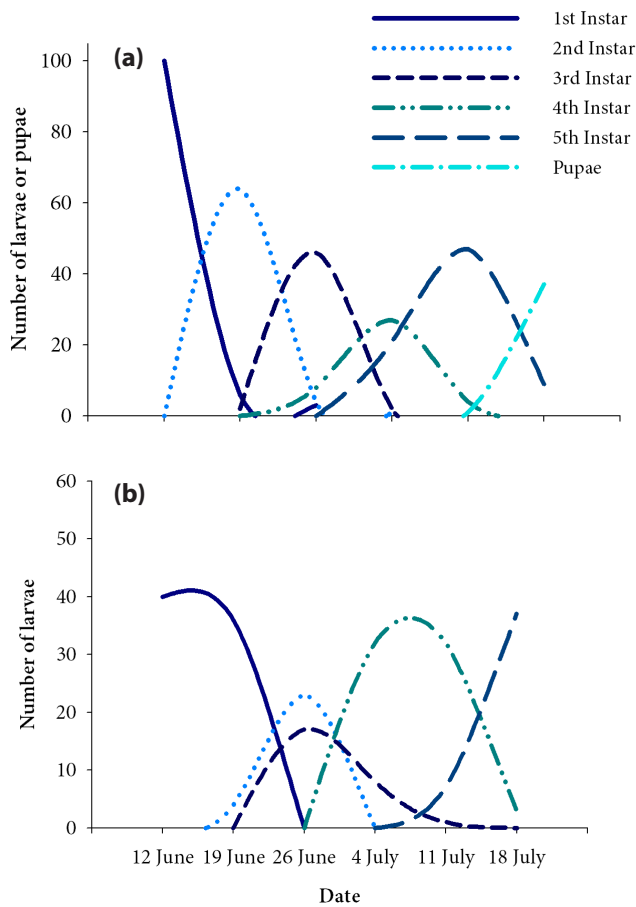 1st Instar
2nd Instar
3rd Instar
4th Instar
5th Instar
Pupae
(a)
100
80
60
40
20
0
Number of larvae or pupae
(b)
60
50
40
30
20
10
0
Number of larvae
12 June 19 June 26 June 4 July 11 July 18 July
Date